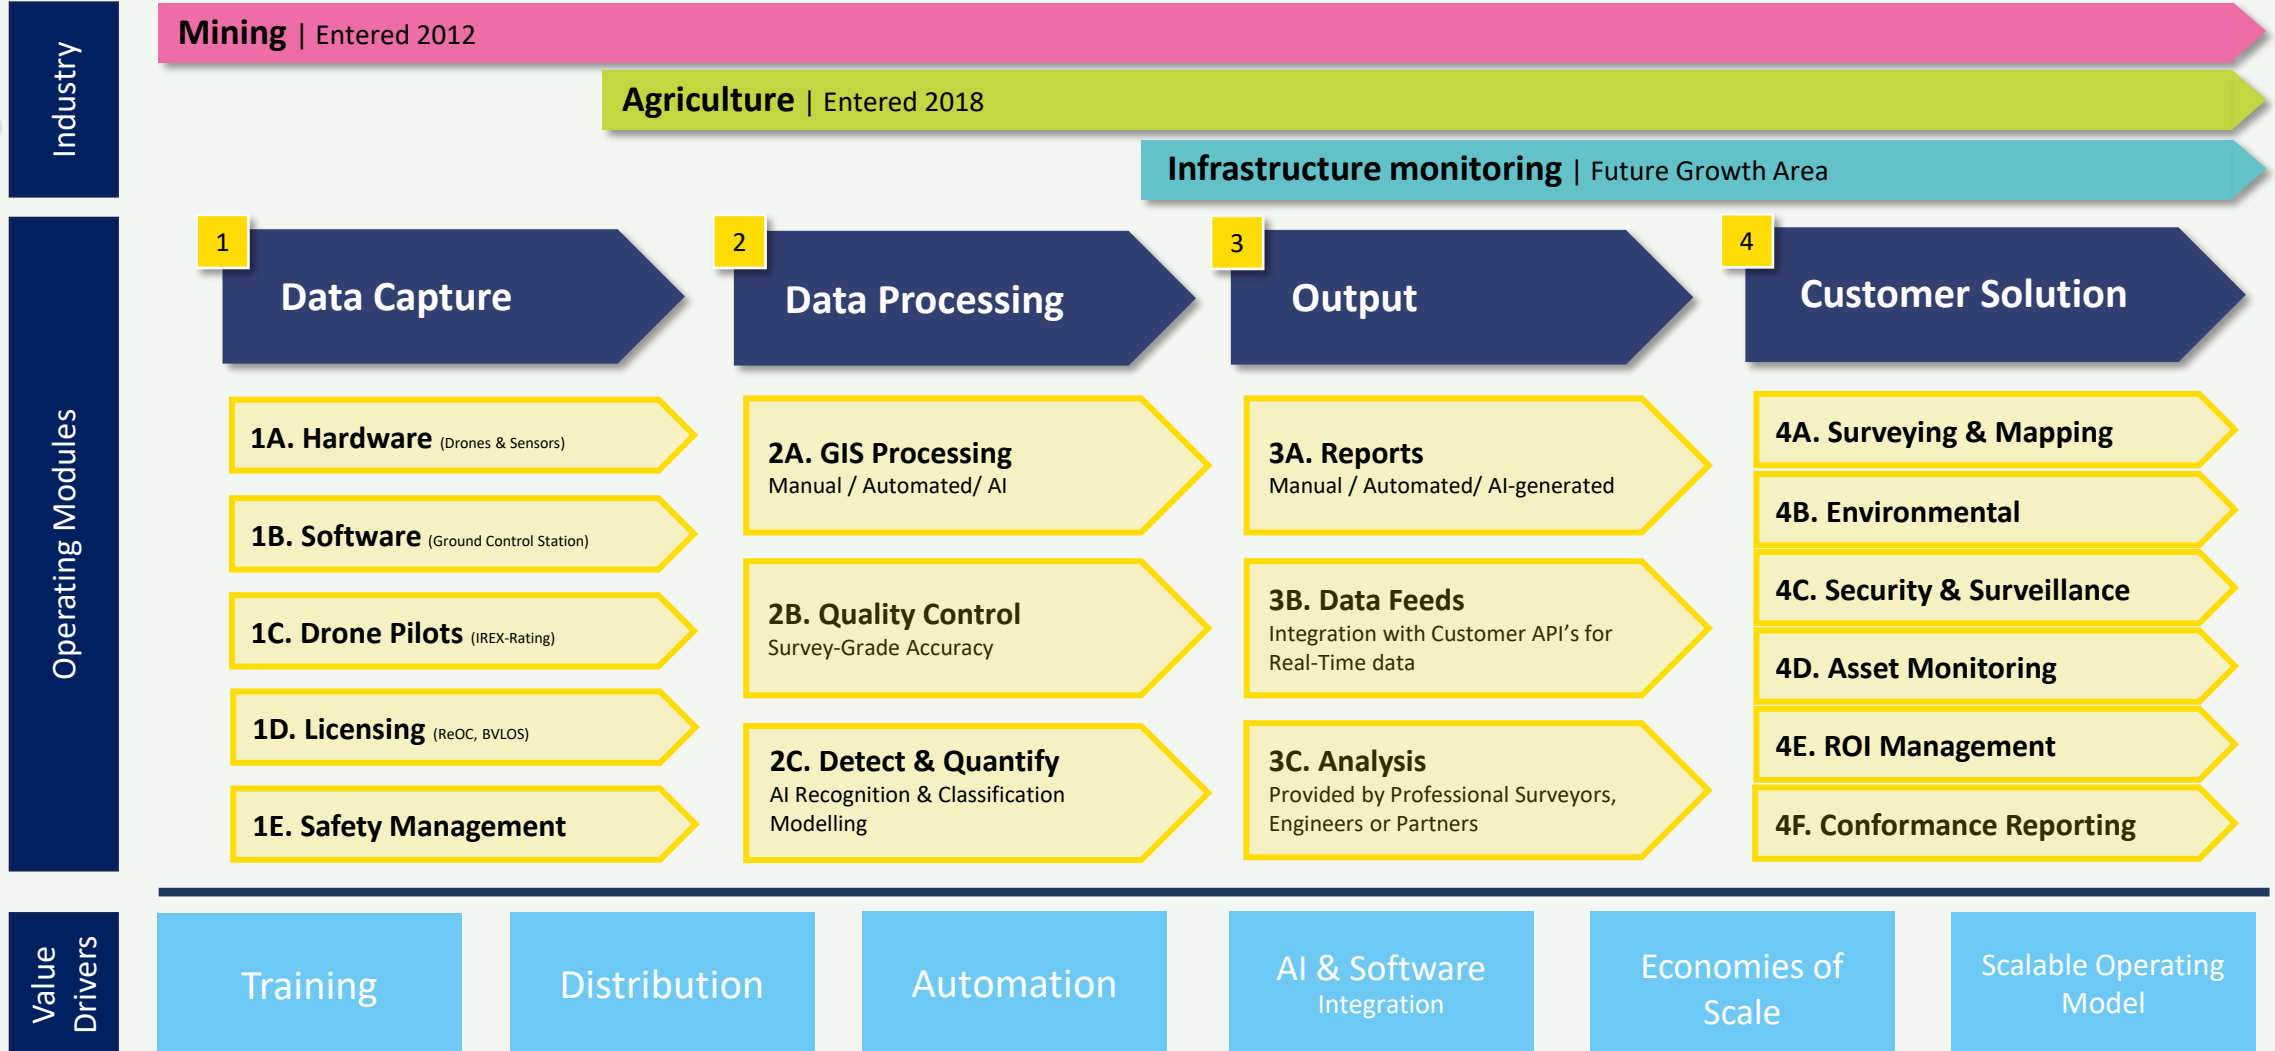 Industry
Mining | Entered 2012
Agriculture | Entered 2018
Infrastructure monitoring | Future Growth Area
Operating Modules
1
Data Capture
1A. Hardware (Drones & Sensors)
1B. Software (Ground Control Station)
1C. Drone Pilots (IREX-Rating)
1D. Licensing (ReOC, BVLOS)
1E. Safety Management
2
Data Processing
2A. GIS Processing
Manual / Automated/ AI
2B. Quality Control
Survey-Grade Accuracy
2C. Detect & Quantify
AI Recognition & Classification
Modelling
3
Output
3A. Reports
Manual / Automated/ AI-generated
3B. Data Feeds
Integration with Customer API’s for
Real-Time data
3C. Analysis
Provided by Professional Surveyors,
Engineers or Partners
4
Customer Solution
4A. Surveying & Mapping
4B. Environmental
4C. Security & Surveillance
4D. Asset Monitoring
4E. ROI Management
4F. Conformance Reporting
Value
Drivers
Training
Distribution
Automation
AI & Software
Integration
Economies of
Scale
Scalable Operating
Model